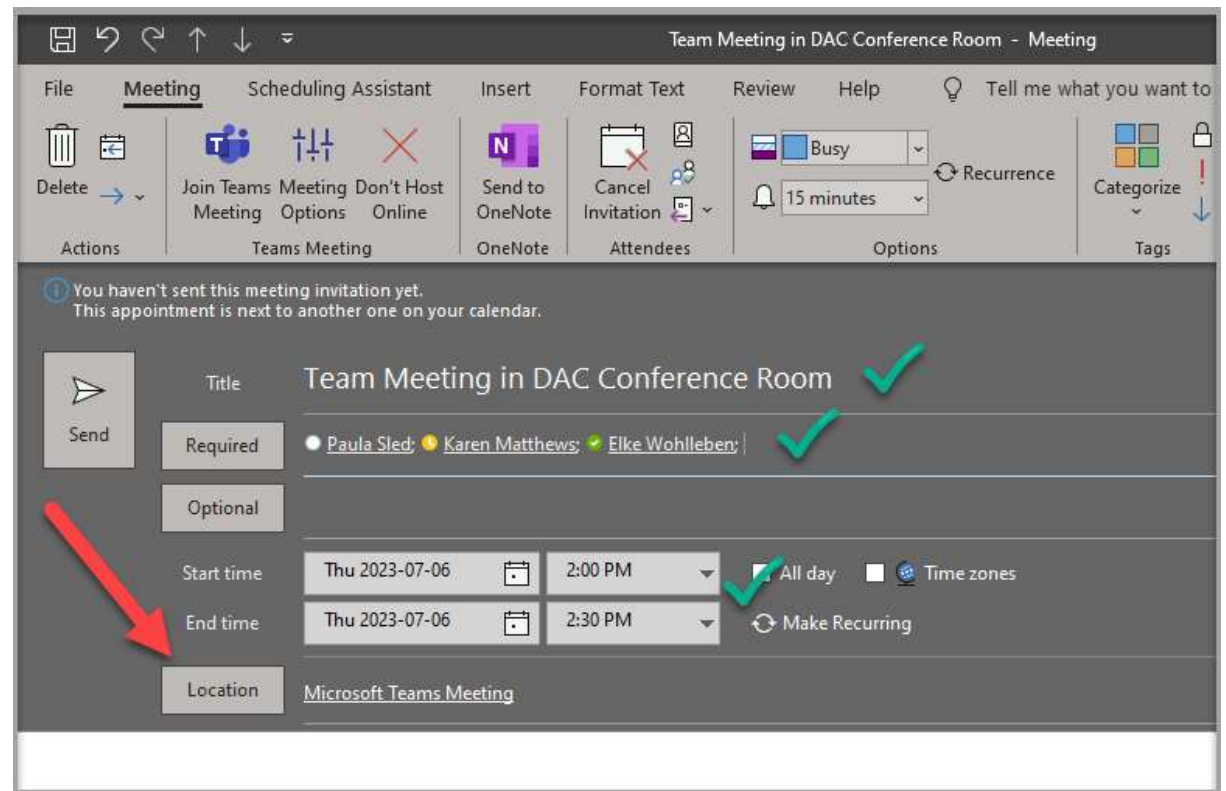 Team Meeting in DAC Conference Room - Meeting
File Meeting Scheduling Assistant Insert Format Text Review Help Tell me what you want to
Delete
Join Teams Meeting
Meeting Options
Don't Host Online
Send to OneNote
Cancel Invitation
Busy
15 minutes
Recurrence
Categorize
Actions Teams Meeting OneNote Attendees Options Tags
You haven't sent this meeting invitation yet.
This appointment is next to another one on your calendar.
Send
Title Team Meeting in DAC Conference Room
Required Paula Sled; Karen Matthews; Elke Wohlleben;
Optional
Start time Thu 2023-07-06 2:00 PM All day Time zones
End time Thu 2023-07-06 2:30 PM Make Recurring
Location Microsoft Teams Meeting